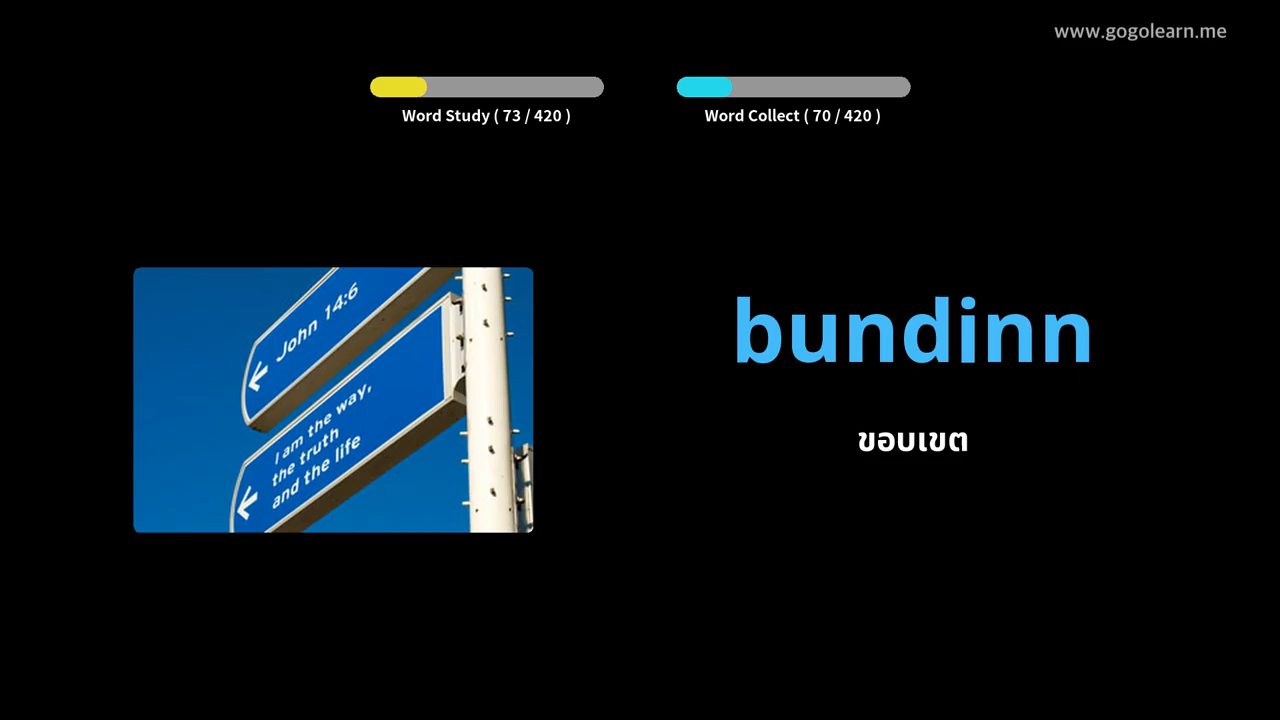 www.gogolearn.me
Word Study ( 73 / 420 )
Word Collect ( 70 / 420 )
John 14:6
I am the way,
the truth
and the life
bundinn
ขอบเขต